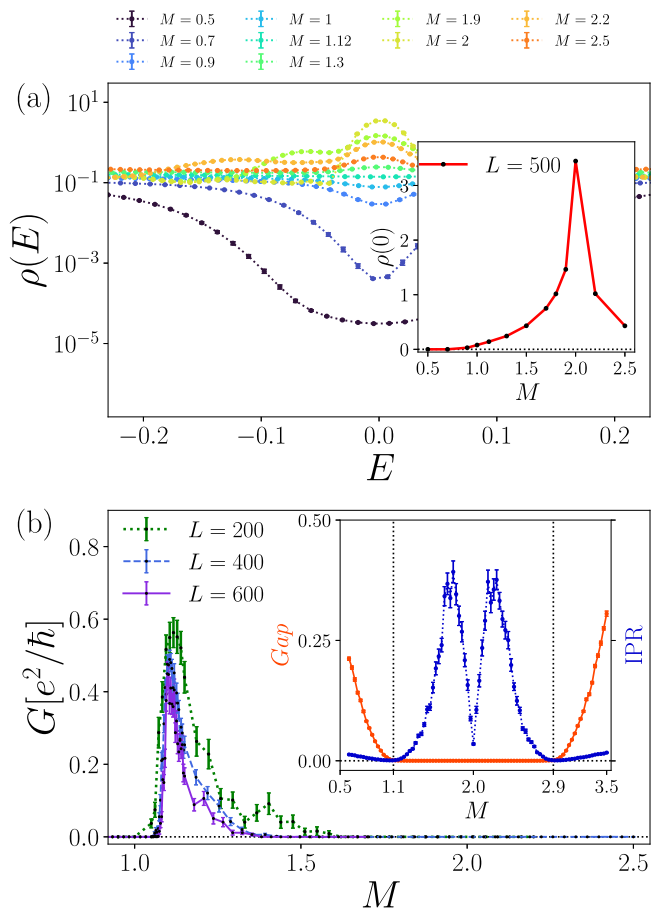 M = 0.5 M = 1 M = 1.9 M = 2.2
M = 0.7 M = 1.12 M = 2 M = 2.5
M = 0.9 M = 1.3
(a)
10¹
10⁻¹
10⁻³
10⁻⁵
ρ(E)
−0.2 −0.1 0.0 0.1 0.2
E
L = 500
3
2
1
0
ρ(0)
0.5 1.0 1.5 2.0 2.5
M
(b)
L = 200
L = 400
L = 600
0.8
0.6
0.4
0.2
0.0
G[e²/ℏ]
1.0 1.5 2.0 2.5
M
0.50
0.25
0.00
Gap
IPR
0.5 1.1 2.0 2.9 3.5
M